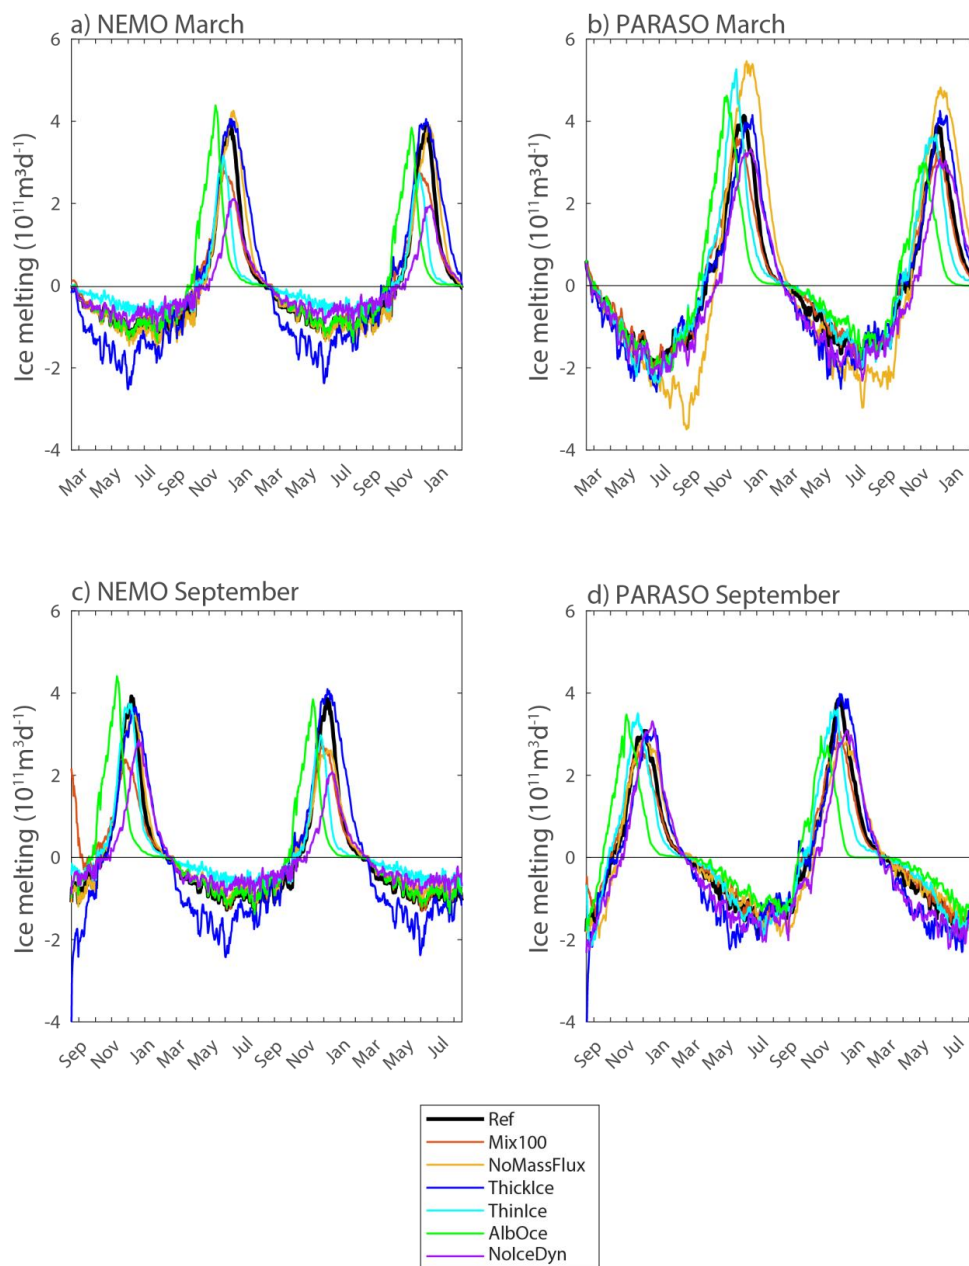 a) NEMO March
b) PARASO March
6
4
2
0
-2
-4
Ice melting (10¹¹m³d⁻¹)
Mar May Jul Sep Nov Jan Mar May Jul Sep Nov Jan
6
4
2
0
-2
-4
Ice melting (10¹¹m³d⁻¹)
Mar May Jul Sep Nov Jan Mar May Jul Sep Nov Jan
c) NEMO September
d) PARASO September
6
4
2
0
-2
-4
Ice melting (10¹¹m³d⁻¹)
Sep Nov Jan Mar May Jul Sep Nov Jan Mar May Jul
6
4
2
0
-2
-4
Ice melting (10¹¹m³d⁻¹)
Sep Nov Jan Mar May Jul Sep Nov Jan Mar May Jul
Ref
Mix100
NoMassFlux
ThickIce
ThinIce
AlbOce
NoIceDyn